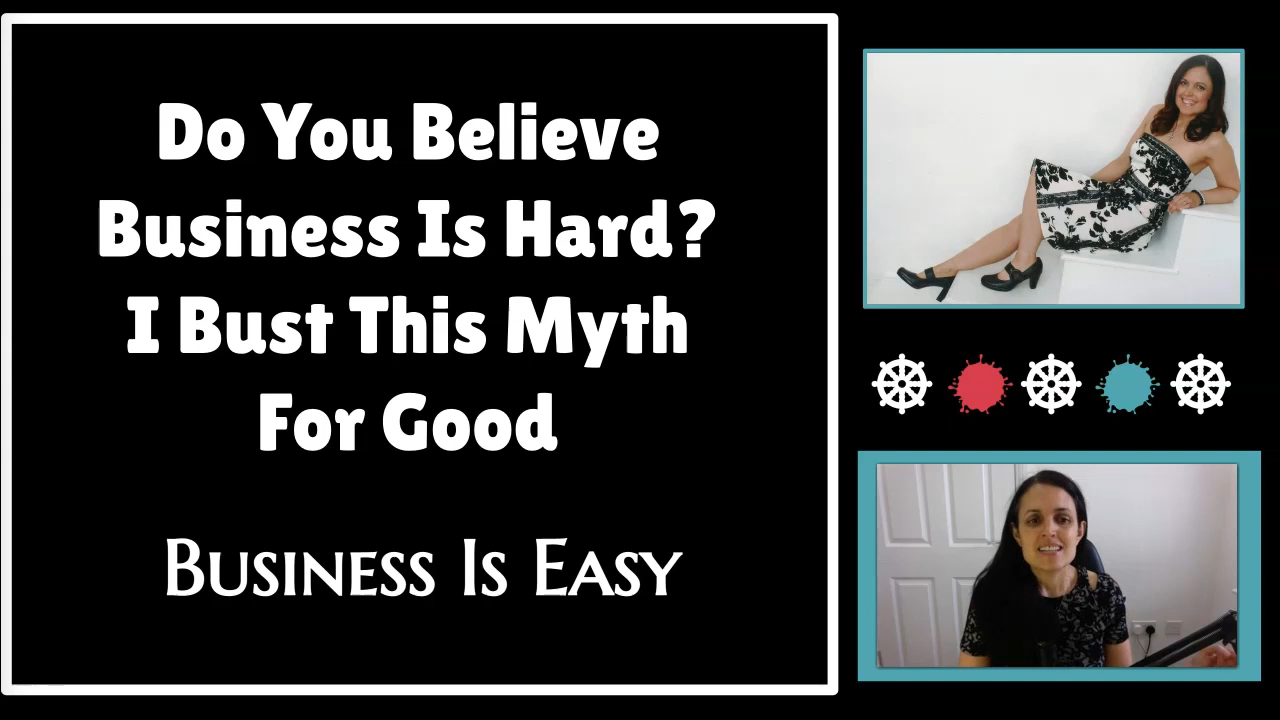 Do You Believe
Business Is Hard?
I Bust This Myth
For Good
Business Is Easy